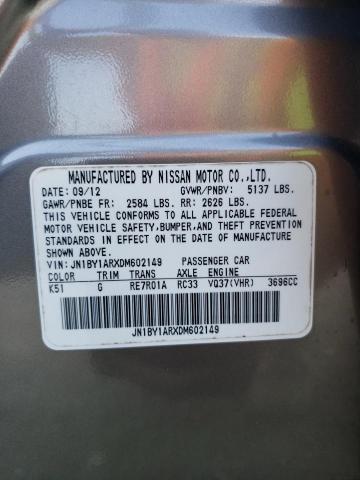 MANUFACTURED BY NISSAN MOTOR CO.,LTD.
DATE: 09/12 GVWR/PNBV: 5137 LBS.
GAWR/PNBE FR: 2584 LBS. RR: 2626 LBS.
THIS VEHICLE CONFORMS TO ALL APPLICABLE FEDERAL
MOTOR VEHICLE SAFETY,BUMPER,AND THEFT PREVENTION
STANDARDS IN EFFECT ON THE DATE OF MANUFACTURE
SHOWN ABOVE.
VIN:JN1BY1ARXDM602149 PASSENGER CAR
COLOR TRIM TRANS AXLE ENGINE
K51 G RE7R01A RC33 VQ37(VHR) 3696CC
JN1BY1ARXDM602149